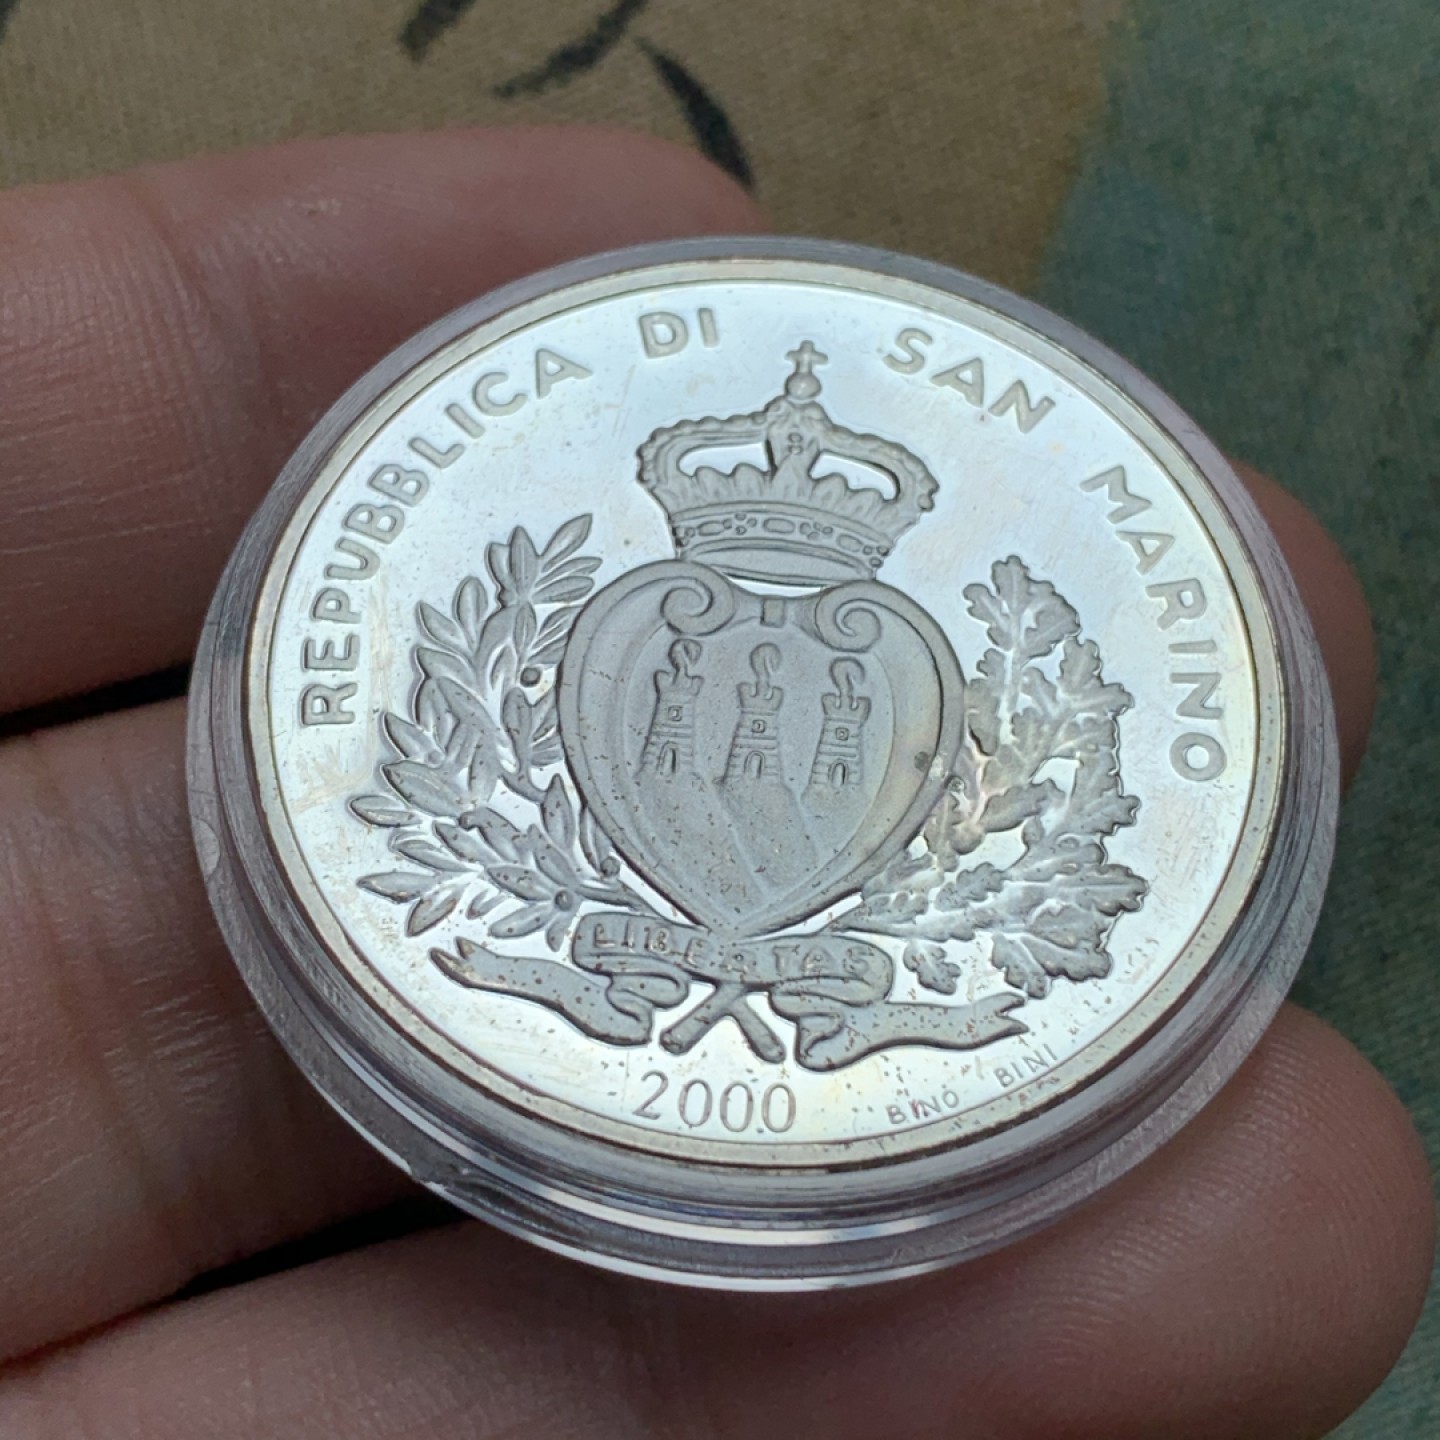 REPUBBLICA DI SAN MARINO
LIBERTAS
2000
BINO BINI